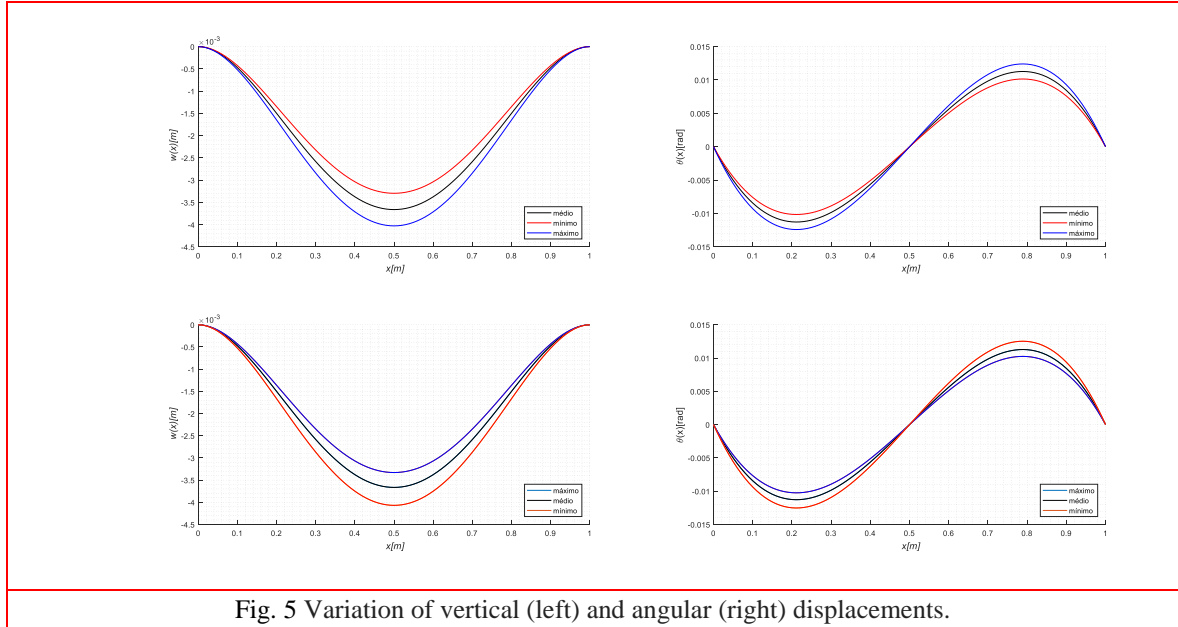 × 10⁻³
0
-0.5
-1
-1.5
-2
-2.5
-3
-3.5
-4
-4.5
w(x)[m]
0 0.1 0.2 0.3 0.4 0.5 0.6 0.7 0.8 0.9 1
x[m]
médio
mínimo
máximo
0.015
0.01
0.005
0
-0.005
-0.01
-0.015
θ(x)[rad]
0 0.1 0.2 0.3 0.4 0.5 0.6 0.7 0.8 0.9 1
x[m]
médio
mínimo
máximo
× 10⁻³
0
-0.5
-1
-1.5
-2
-2.5
-3
-3.5
-4
-4.5
w(x)[m]
0 0.1 0.2 0.3 0.4 0.5 0.6 0.7 0.8 0.9 1
x[m]
máximo
médio
mínimo
0.015
0.01
0.005
0
-0.005
-0.01
-0.015
θ(x)[rad]
0 0.1 0.2 0.3 0.4 0.5 0.6 0.7 0.8 0.9 1
x[m]
máximo
médio
mínimo
Fig. 5 Variation of vertical (left) and angular (right) displacements.